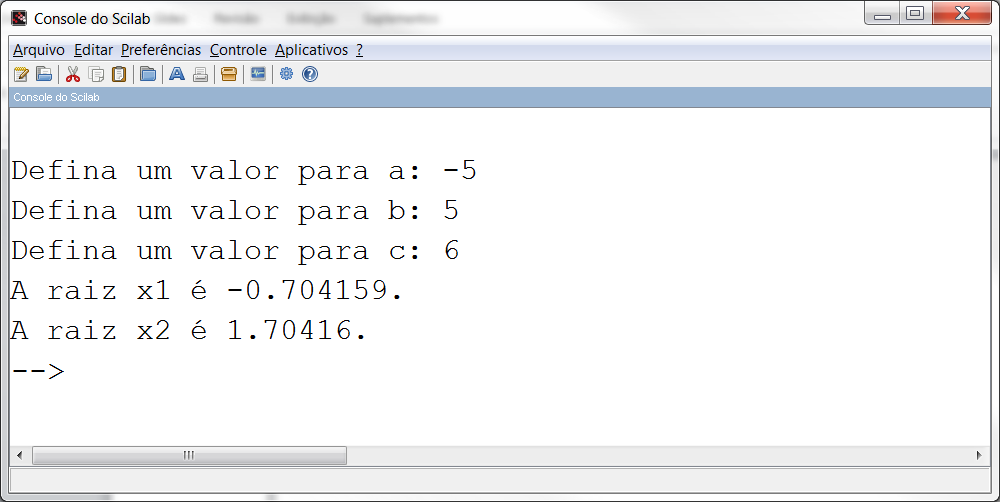 Console do Scilab
Arquivo Editar Preferências Controle Aplicativos ?
Console do Scilab
Defina um valor para a: -5
Defina um valor para b: 5
Defina um valor para c: 6
A raiz x1 é -0.704159.
A raiz x2 é 1.70416.
-->